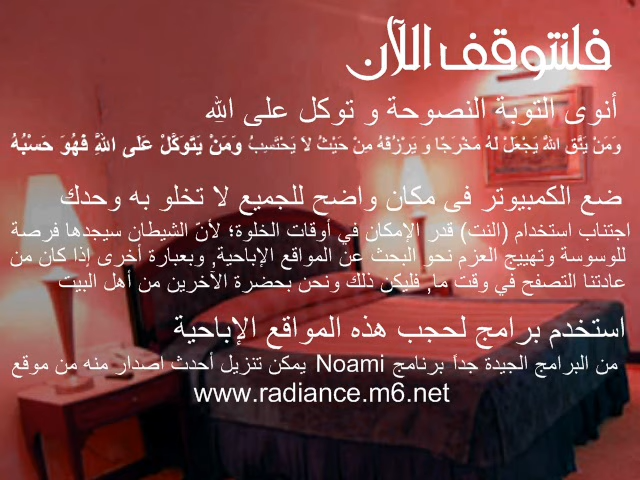 فلنتوقف الآن
أنوى التوبة النصوحة و توكل على الله
وَمَنْ يَتَّقِ اللَّهَ يَجْعَلْ لَهُ مَخْرَجًا وَ يَرْزُقْهُ مِنْ حَيْثُ لَا يَحْتَسِبُ وَمَنْ يَتَوَكَّلْ عَلَى اللَّهِ فَهُوَ حَسْبُهُ
ضع الكمبيوتر فى مكان واضح للجميع لا تخلو به وحدك
اجتناب استخدام (النت) قدر الإمكان في أوقات الخلوة؛ لأنّ الشيطان سيجدها فرصة
للوسوسة وتهييج العزم نحو البحث عن المواقع الإباحية, وبعبارة أخرى إذا كان من
عادتنا التصفح في وقت ما, فليكن ذلك ونحن بحضرة الآخرين من أهل البيت
استخدم برامج لحجب هذه المواقع الإباحية
من البرامج الجيدة جداً برنامج Noami يمكن تنزيل أحدث اصدار منه من موقع
www.radiance.m6.net